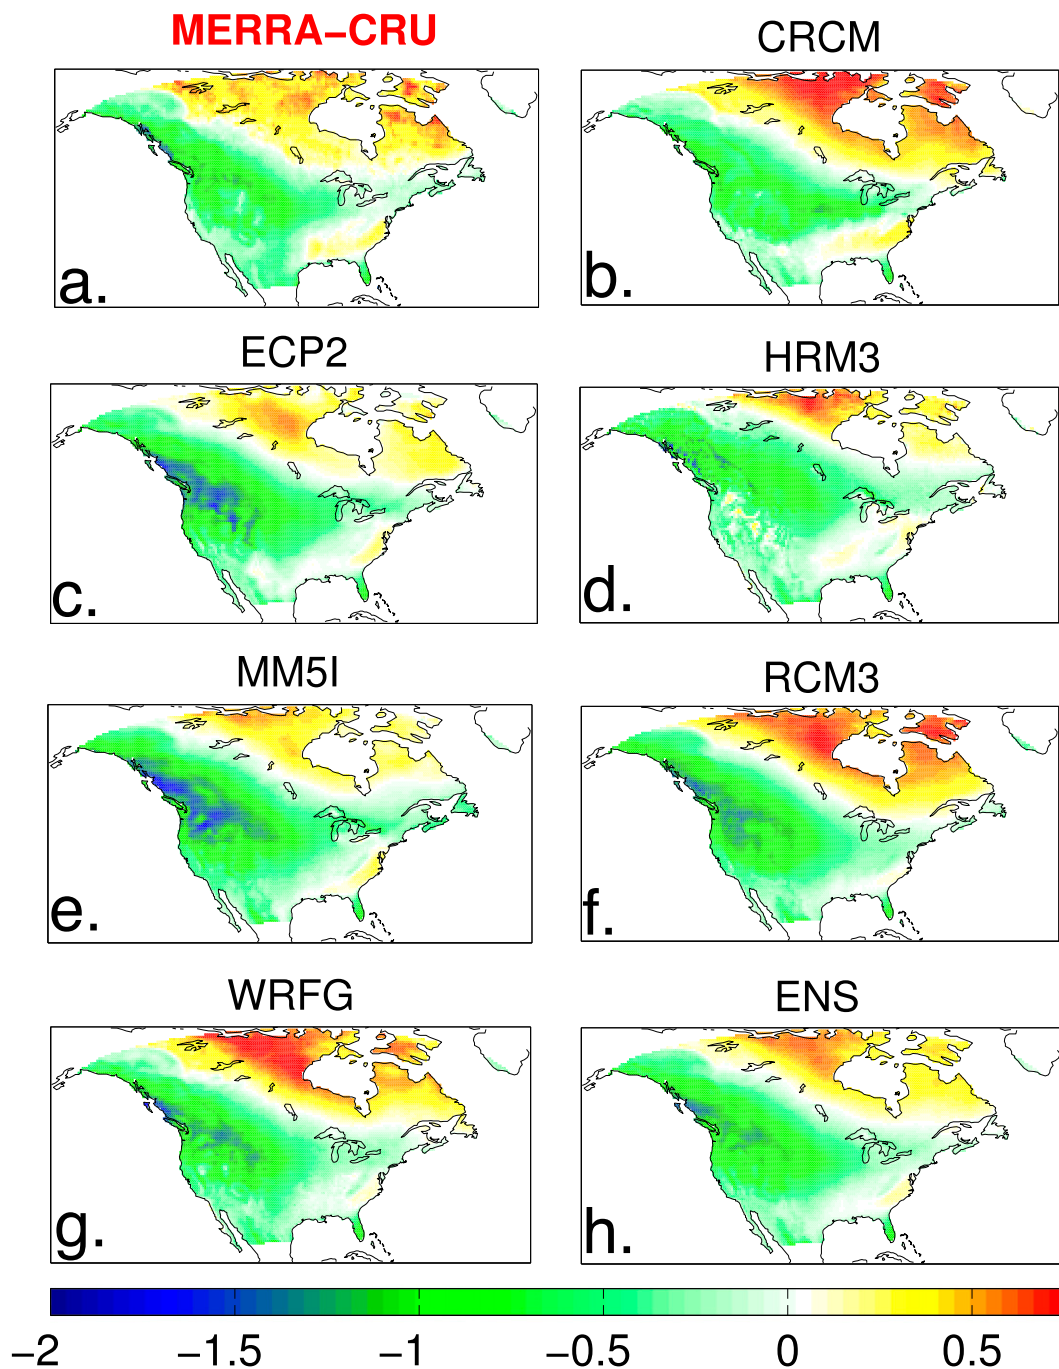 MERRA−CRU
CRCM
a.
b.
ECP2
HRM3
c.
d.
MM5I
RCM3
e.
f.
WRFG
ENS
g.
h.
−2 −1.5 −1 −0.5 0 0.5